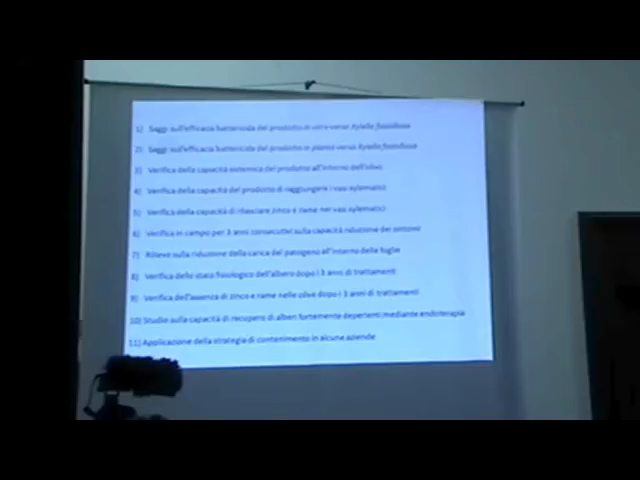 1) Saggi sull'efficacia battericida del prodotto in vitro verso Xylella fastidiosa
2) Saggi sull'efficacia battericida del prodotto in planta verso Xylella fastidiosa
3) Verifica della capacità sistemica del prodotto all'interno dell'olivo
4) Verifica della capacità del prodotto di raggiungere i vasi xylematici
5) Verifica della capacità di rilasciare zinco e rame nei vasi xylematici
6) Verifica in campo per 3 anni consecutivi sulla capacità riduzione dei sintomi
7) Rilievo sulla riduzione della carica del patogeno all'interno delle foglie
8) Verifica dello stato fisiologico dell'albero dopo i 3 anni di trattamenti
9) Verifica dell'assenza di zinco e rame nelle olive dopo i 3 anni di trattamenti
10) Studio sulla capacità di recupero di alberi fortemente deperienti mediante endoterapia
11) Applicazione della strategia di contenimento in alcune aziende